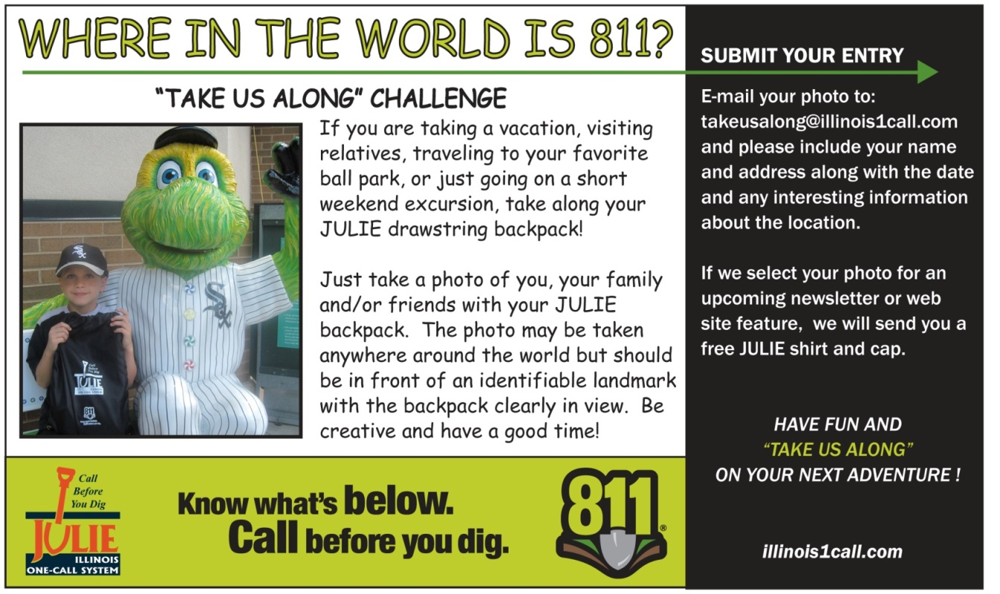 WHERE IN THE WORLD IS 811?
"TAKE US ALONG" CHALLENGE
If you are taking a vacation, visiting
relatives, traveling to your favorite
ball park, or just going on a short
weekend excursion, take along your
JULIE drawstring backpack!
Just take a photo of you, your family
and/or friends with your JULIE
backpack.  The photo may be taken
anywhere around the world but should
be in front of an identifiable landmark
with the backpack clearly in view.  Be
creative and have a good time!
Sox
Sox
Call
Before
You Dig
JULIE
811
Call
Before
You Dig
JULIE
ILLINOIS
ONE-CALL SYSTEM
Know what's below.
Call before you dig.
811®
SUBMIT YOUR ENTRY
E-mail your photo to:
takeusalong@illinois1call.com
and please include your name
and address along with the date
and any interesting information
about the location.
If we select your photo for an
upcoming newsletter or web
site feature,  we will send you a
free JULIE shirt and cap.
HAVE FUN AND
"TAKE US ALONG"
ON YOUR NEXT ADVENTURE !
illinois1call.com